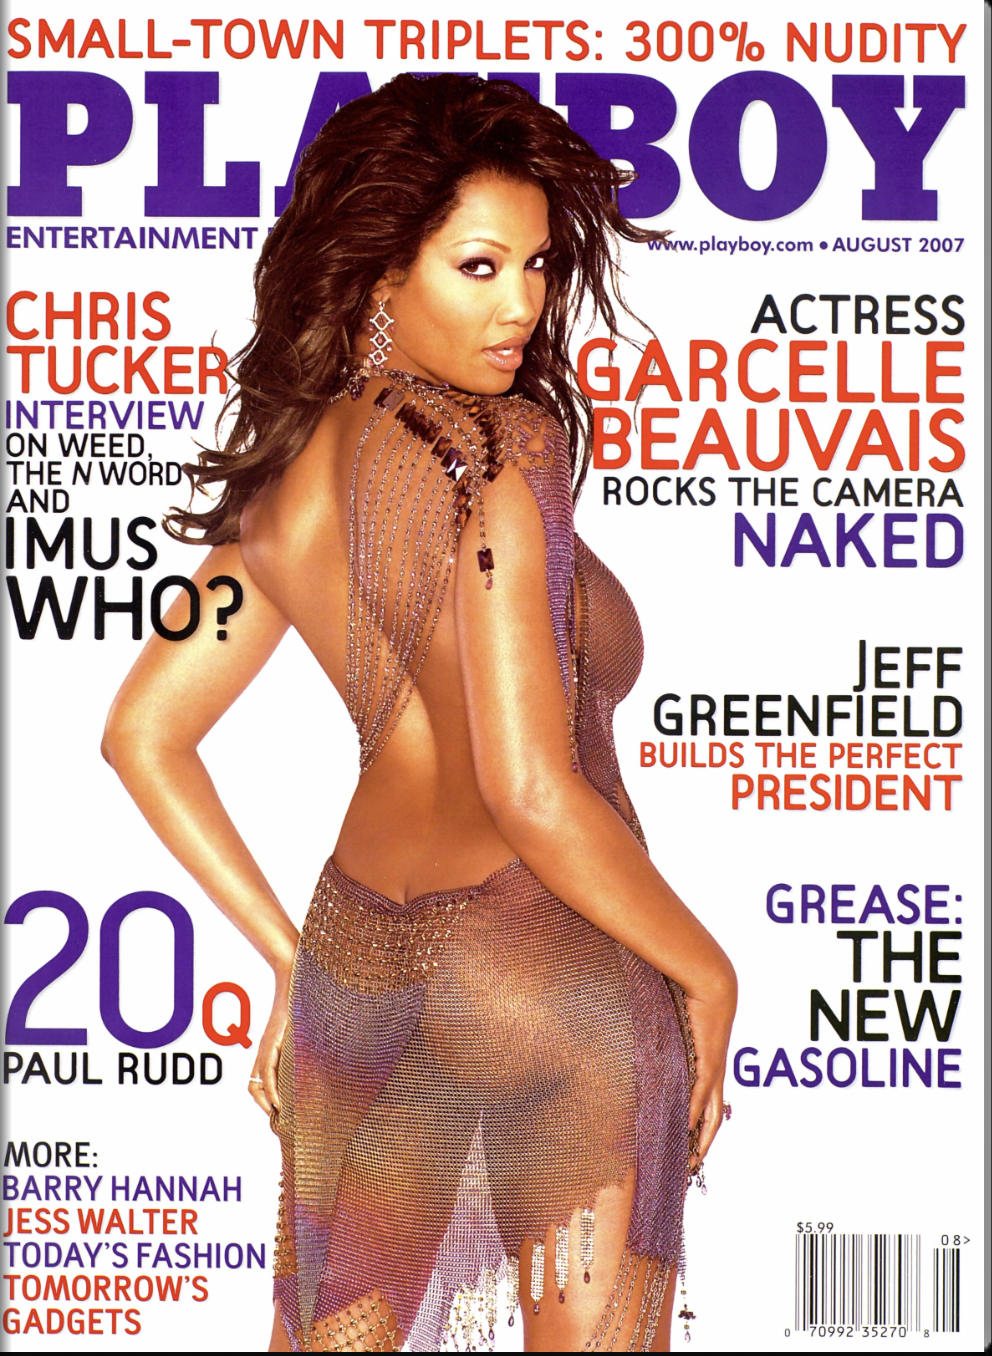 SMALL-TOWN TRIPLETS: 300% NUDITY
PLAYBOY
ENTERTAINMENT
www.playboy.com • AUGUST 2007
CHRIS
TUCKER
INTERVIEW
ON WEED,
THE N WORD
AND
IMUS
WHO?
ACTRESS
GARCELLE
BEAUVAIS
ROCKS THE CAMERA
NAKED
JEFF
GREENFIELD
BUILDS THE PERFECT
PRESIDENT
GREASE:
THE
NEW
GASOLINE
20Q
PAUL RUDD
MORE:
BARRY HANNAH
JESS WALTER
TODAY'S FASHION
TOMORROW'S
GADGETS
$5.99
08>
0 70992 35270 8